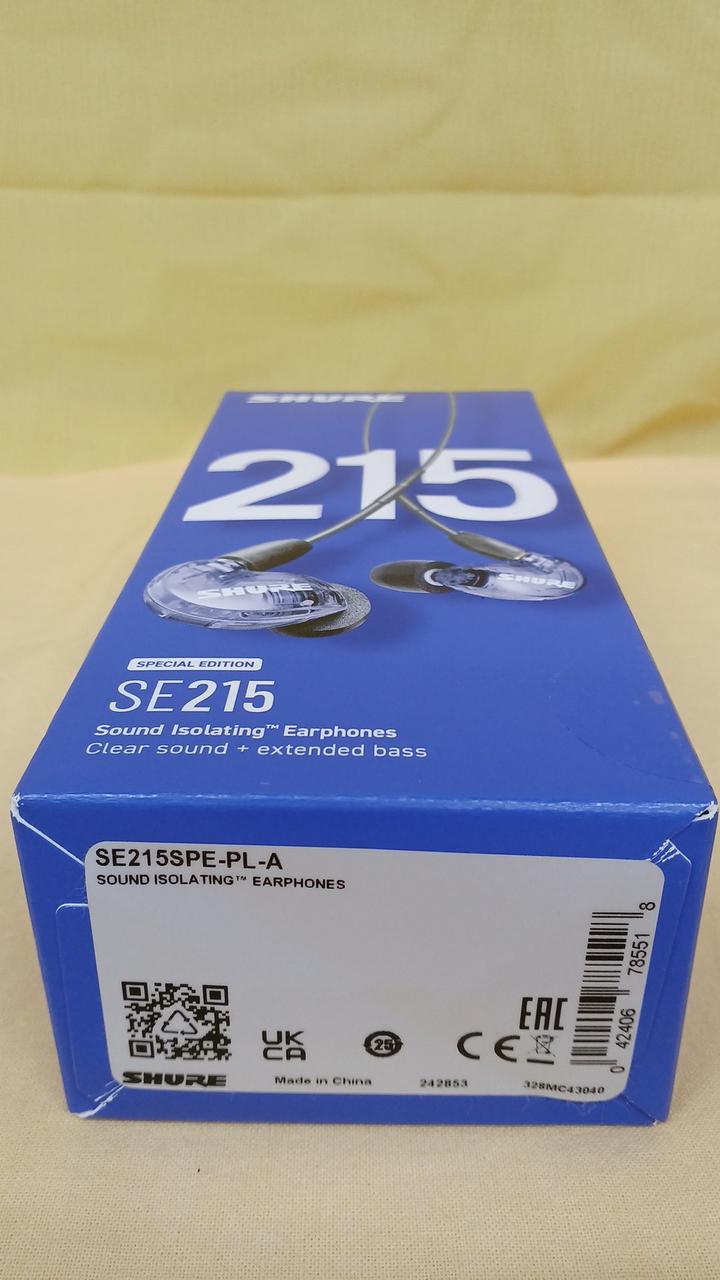 SHURE
215
SHURE
SHURE
SPECIAL EDITION
SE215
Sound Isolating™ Earphones
Clear sound + extended bass
SE215SPE-PL-A
SOUND ISOLATING™ EARPHONES
UK
CA
25
CE
EAC
0 42406 78551 8
SHURE
Made in China
242853
328MC43040